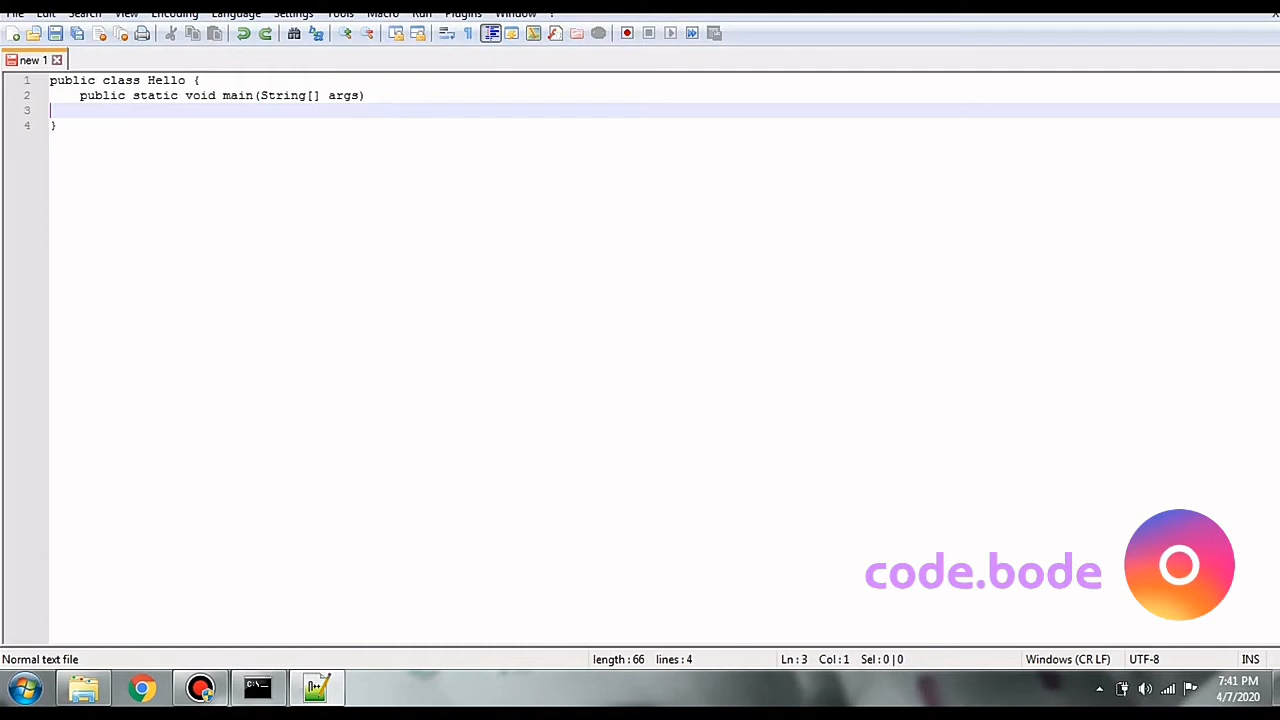 File Edit Search View Encoding Language Settings Tools Macro Run Plugins Window ?
new 1
1 public class Hello {
2 public static void main(String[] args)
3
4 }
code.bode
Normal text file length : 66 lines : 4 Ln : 3 Col : 1 Sel : 0 | 0 Windows (CR LF) UTF-8 INS
7:41 PM
4/7/2020